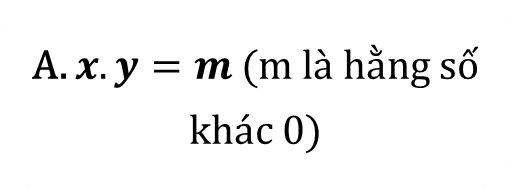 A. x. y = m (m là hằng số
khác 0)